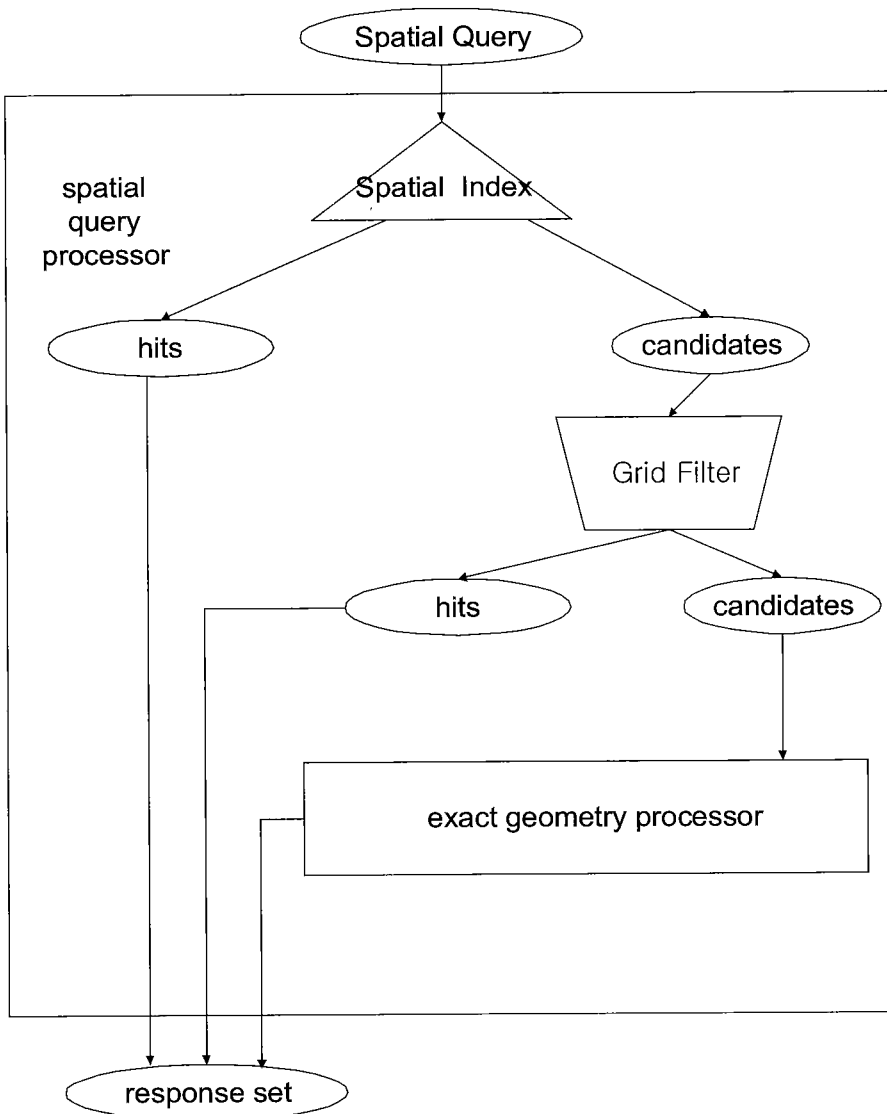 Spatial Query
Spatial Index
spatial
query
processor
hits
candidates
Grid Filter
hits
candidates
exact geometry processor
response set